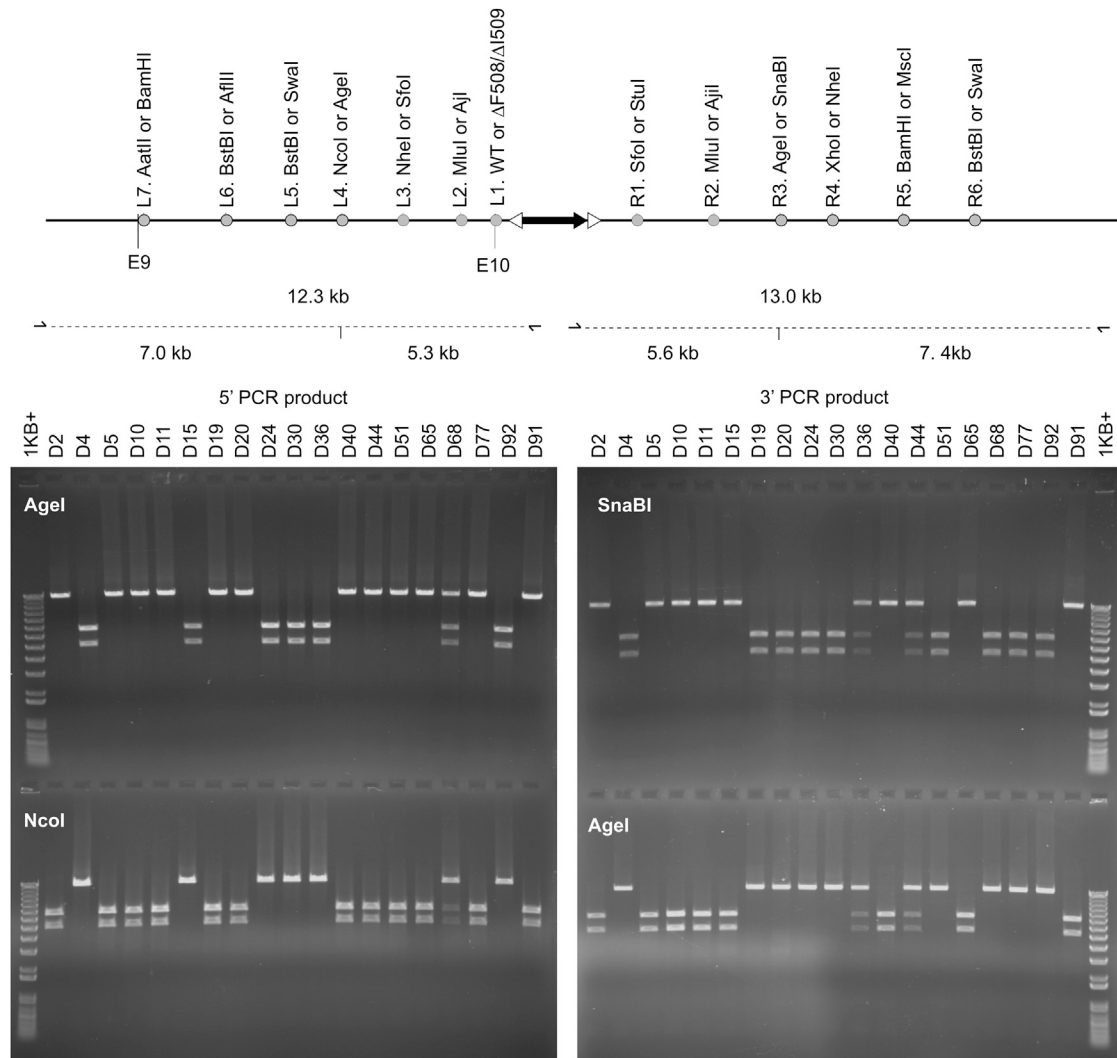 L7. AatII or BamHI
L6. BstBI or AflII
L5. BstBI or SwaI
L4. NcoI or AgeI
L3. NheI or SfoI
L2. MluI or AjI
L1. WT or ΔF508/ΔI509
R1. SfoI or StuI
R2. MluI or AjiI
R3. AgeI or SnaBI
R4. XhoI or NheI
R5. BamHI or MscI
R6. BstBI or SwaI
E9
E10
12.3 kb
13.0 kb
7.0 kb
5.3 kb
5.6 kb
7. 4kb
5’ PCR product
3’ PCR product
1KB+ D2 D4 D5 D10 D11 D15 D19 D20 D24 D30 D36 D40 D44 D51 D65 D68 D77 D92 D91
D2 D4 D5 D10 D11 D15 D19 D20 D24 D30 D36 D40 D44 D51 D65 D68 D77 D92 D91 1KB+
AgeI
SnaBI
NcoI
AgeI